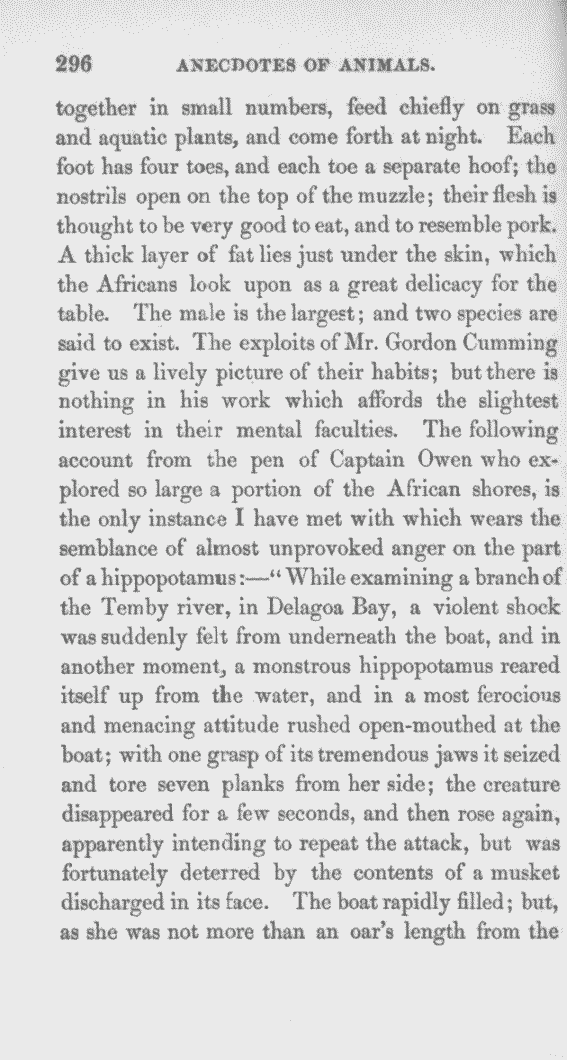 296 ANECDOTES OF ANIMALS.
together in small numbers, feed chiefly on grass
and aquatic plants, and come forth at night. Each
foot has four toes, and each toe a separate hoof; the
nostrils open on the top of the muzzle; their flesh is
thought to be very good to eat, and to resemble pork.
A thick layer of fat lies just under the skin, which
the Africans look upon as a great delicacy for the
table. The male is the largest; and two species are
said to exist. The exploits of Mr. Gordon Cumming
give us a lively picture of their habits; but there is
nothing in his work which affords the slightest
interest in their mental faculties. The following
account from the pen of Captain Owen who ex-
plored so large a portion of the African shores, is
the only instance I have met with which wears the
semblance of almost unprovoked anger on the part
of a hippopotamus:—"While examining a branch of
the Temby river, in Delagoa Bay, a violent shock
was suddenly felt from underneath the boat, and in
another moment, a monstrous hippopotamus reared
itself up from the water, and in a most ferocious
and menacing attitude rushed open-mouthed at the
boat; with one grasp of its tremendous jaws it seized
and tore seven planks from her side; the creature
disappeared for a few seconds, and then rose again,
apparently intending to repeat the attack, but was
fortunately deterred by the contents of a musket
discharged in its face. The boat rapidly filled; but,
as she was not more than an oar's length from the